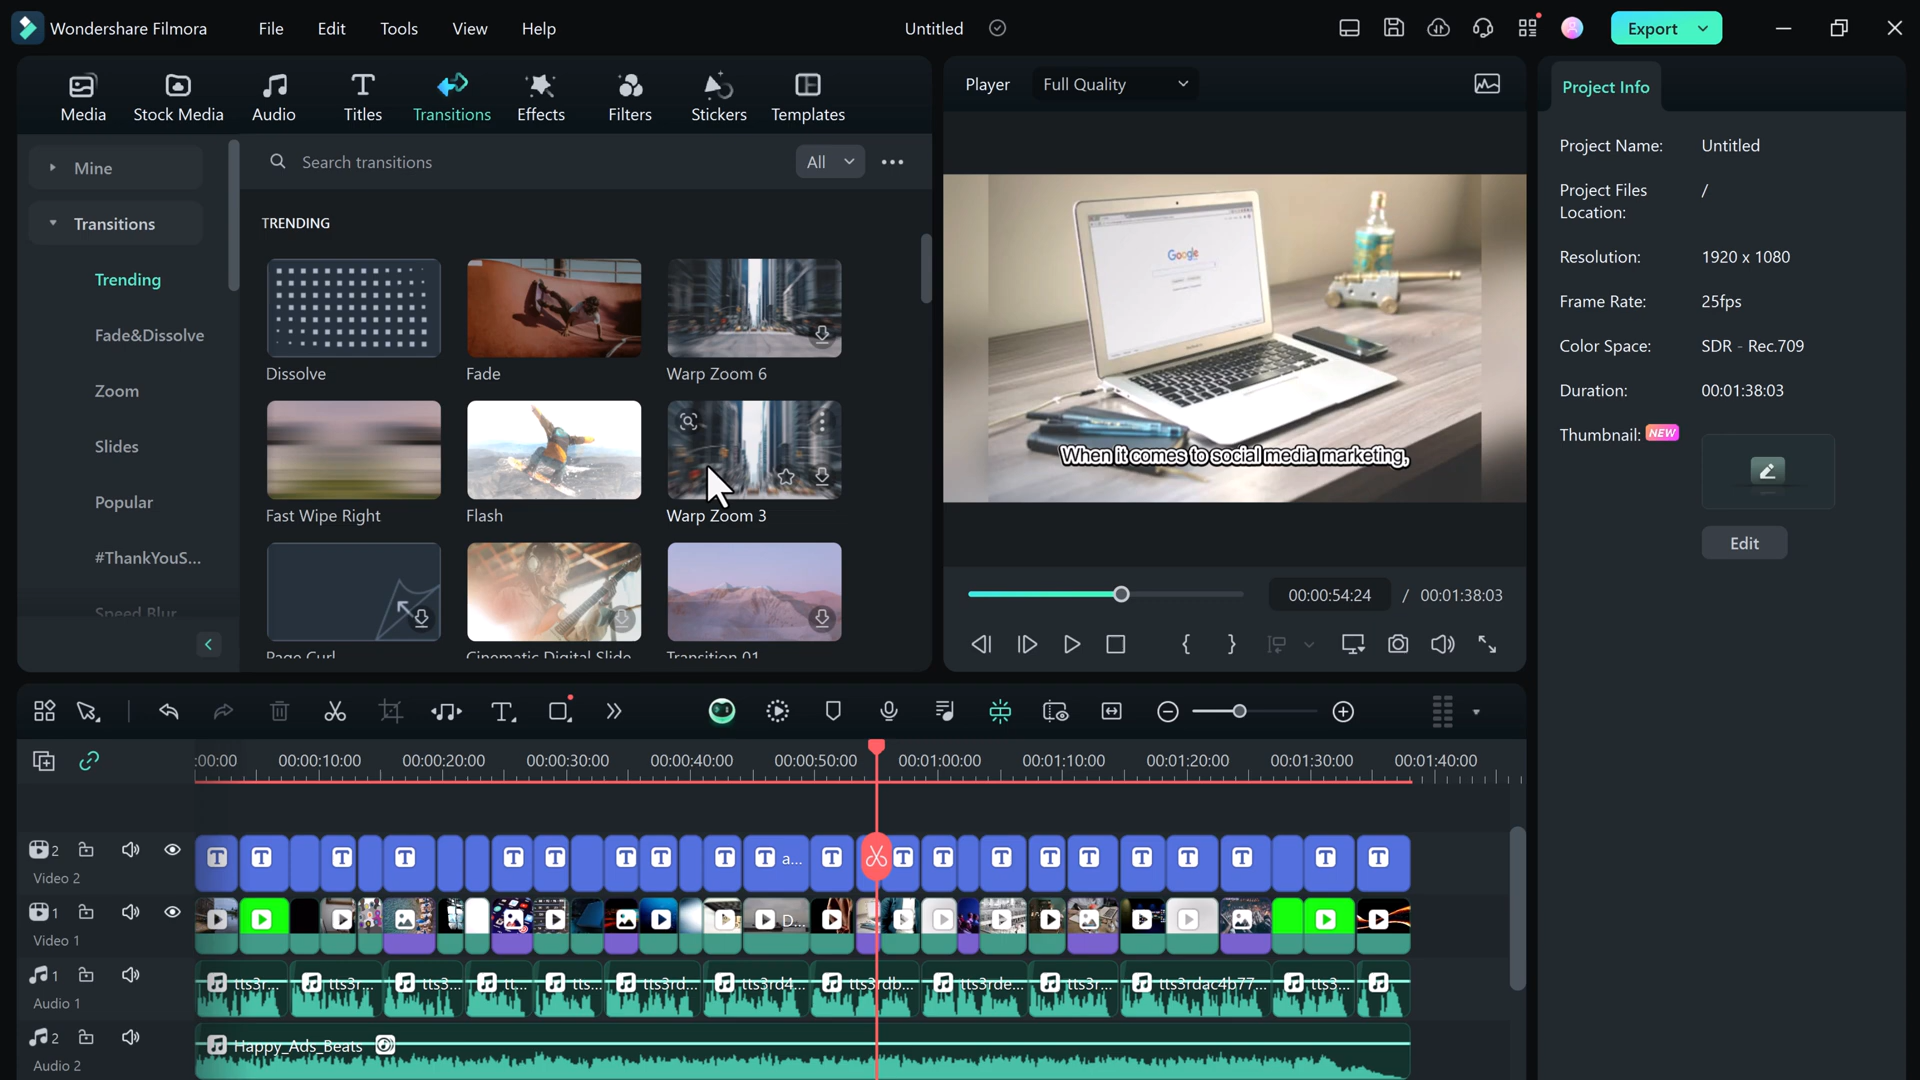 Wondershare Filmora
File
Edit
Tools
View
Help
Untitled
Export
Media
Stock Media
Audio
Titles
Transitions
Effects
Filters
Stickers
Templates
Player
Full Quality
Project Info
Mine
Search transitions
All
Project Name:
Untitled
Project Files
Location:
/
Transitions
TRENDING
Resolution:
1920 x 1080
Trending
Frame Rate:
25fps
Fade&Dissolve
Color Space:
SDR - Rec.709
Dissolve
Fade
Warp Zoom 6
Zoom
Duration:
00:01:38:03
Google
Slides
Thumbnail:
NEW
When it comes to social media marketing,
Popular
Fast Wipe Right
Flash
Warp Zoom 3
#ThankYouS...
Edit
Speed Blur
00:00:54:24
/
00:01:38:03
Page Curl
Cinematic Digital Slide
Transition 01
:00:00
00:00:10:00
00:00:20:00
00:00:30:00
00:00:40:00
00:00:50:00
00:01:00:00
00:01:10:00
00:01:20:00
00:01:30:00
00:01:40:00
2
Video 2
a...
1
Video 1
D...
1
Audio 1
tts3r...
tts3r...
tts3...
tt...
tts...
tts3rd...
tts3rd4...
tts3rdb...
tts3rde...
tts3r...
tts3rdac4b77...
tts3...
2
Audio 2
Happy_Ads_Beats